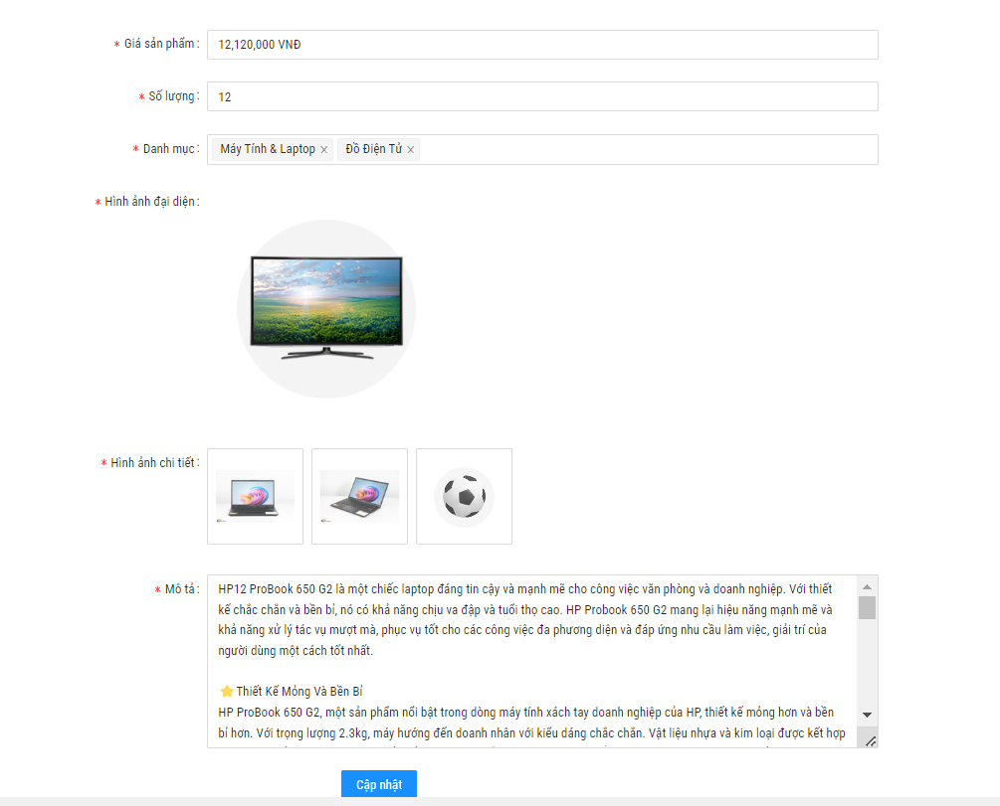 * Giá sản phẩm : 12,120,000 VNĐ
* Số lượng : 12
* Danh mục : Máy Tính & Laptop × Đồ Điện Tử ×
* Hình ảnh đại diện :
* Hình ảnh chi tiết :
* Mô tả : HP12 ProBook 650 G2 là một chiếc laptop đáng tin cậy và mạnh mẽ cho công việc văn phòng và doanh nghiệp. Với thiết
kế chắc chắn và bền bỉ, nó có khả năng chịu va đập và tuổi thọ cao. HP Probook 650 G2 mang lại hiệu năng mạnh mẽ và
khả năng xử lý tác vụ mượt mà, phục vụ tốt cho các công việc đa phương diện và đáp ứng nhu cầu làm việc, giải trí của
người dùng một cách tốt nhất.
⭐ Thiết Kế Mỏng Và Bền Bỉ
HP ProBook 650 G2, một sản phẩm nổi bật trong dòng máy tính xách tay doanh nghiệp của HP, thiết kế mỏng hơn và bền
bỉ hơn. Với trọng lượng 2.3kg, máy hướng đến doanh nhân với kiểu dáng chắc chắn. Vật liệu nhựa và kim loại được kết hợp
Cập nhật